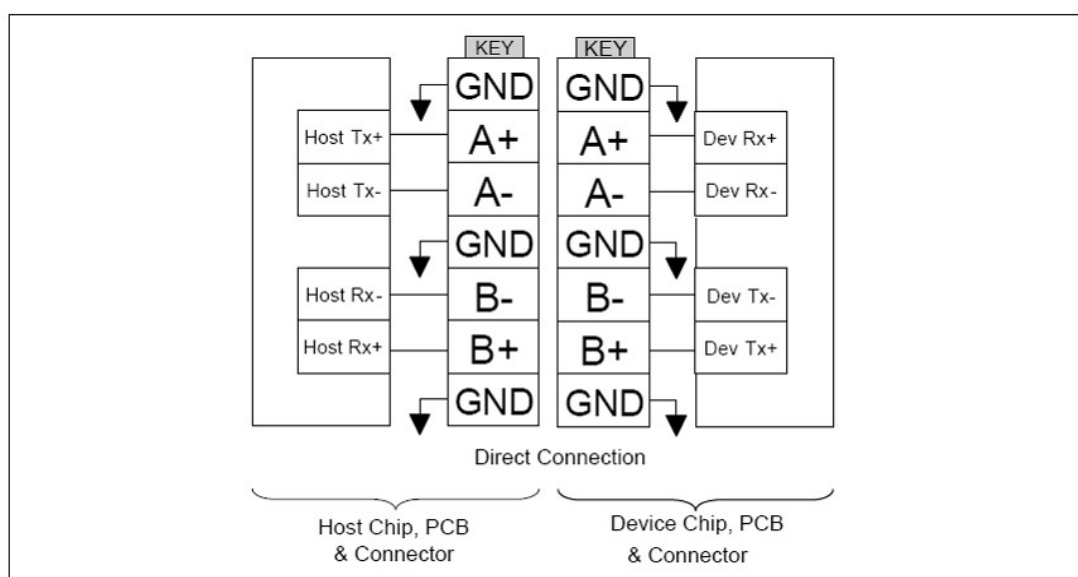 KEY KEY
GND GND
Host Tx+ A+ A+ Dev Rx+
Host Tx- A- A- Dev Rx-
GND GND
Host Rx- B- B- Dev Tx-
Host Rx+ B+ B+ Dev Tx+
GND GND
Direct Connection
Host Chip, PCB
& Connector
Device Chip, PCB
& Connector